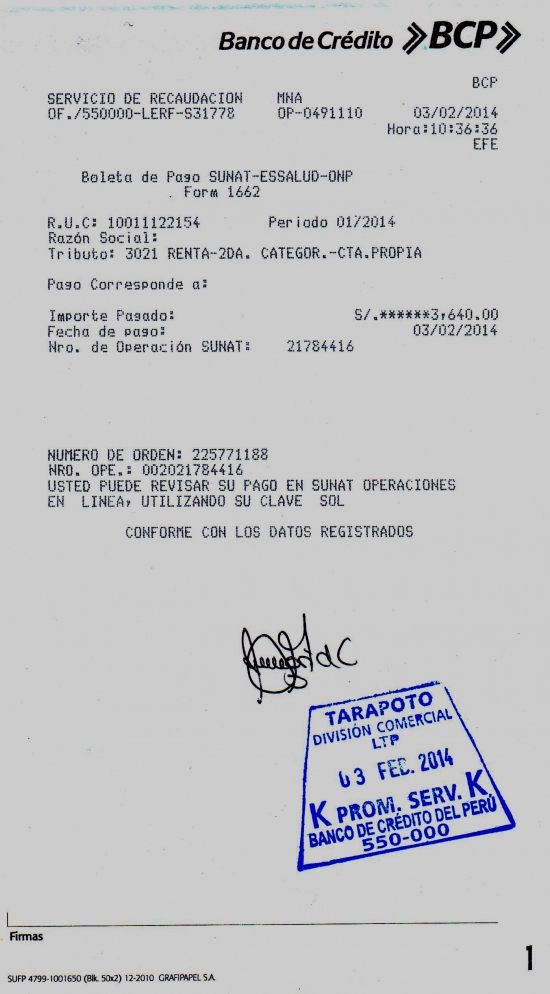 Banco de Crédito BCP
BCP
SERVICIO DE RECAUDACION MNA
OF./550000-LERF-S31778 OP-0491110 03/02/2014
Hora:10:36:36
EFE
Boleta de Pago SUNAT-ESSALUD-ONP
. Form 1662
R.U.C: 10011122154 Periodo 01/2014
Razón Social:
Tributo: 3021 RENTA-2DA. CATEGOR.-CTA.PROPIA
Pago Corresponde a:
Importe Pagado: S/.******3,640.00
Fecha de pago: 03/02/2014
Nro. de Operación SUNAT: 21784416
NUMERO DE ORDEN: 225771188
NRO. OPE.: 002021784416
USTED PUEDE REVISAR SU PAGO EN SUNAT OPERACIONES
EN LINEA, UTILIZANDO SU CLAVE SOL
CONFORME CON LOS DATOS REGISTRADOS
TARAPOTO
DIVISIÓN COMERCIAL
LTP
03 FEB. 2014
K PROM. SERV. K
BANCO DE CRÉDITO DEL PERÚ
550-000
Firmas
1
SUFP 4799-1001650 (Blk. 50x2) 12-2010 GRAFIPAPEL S.A.